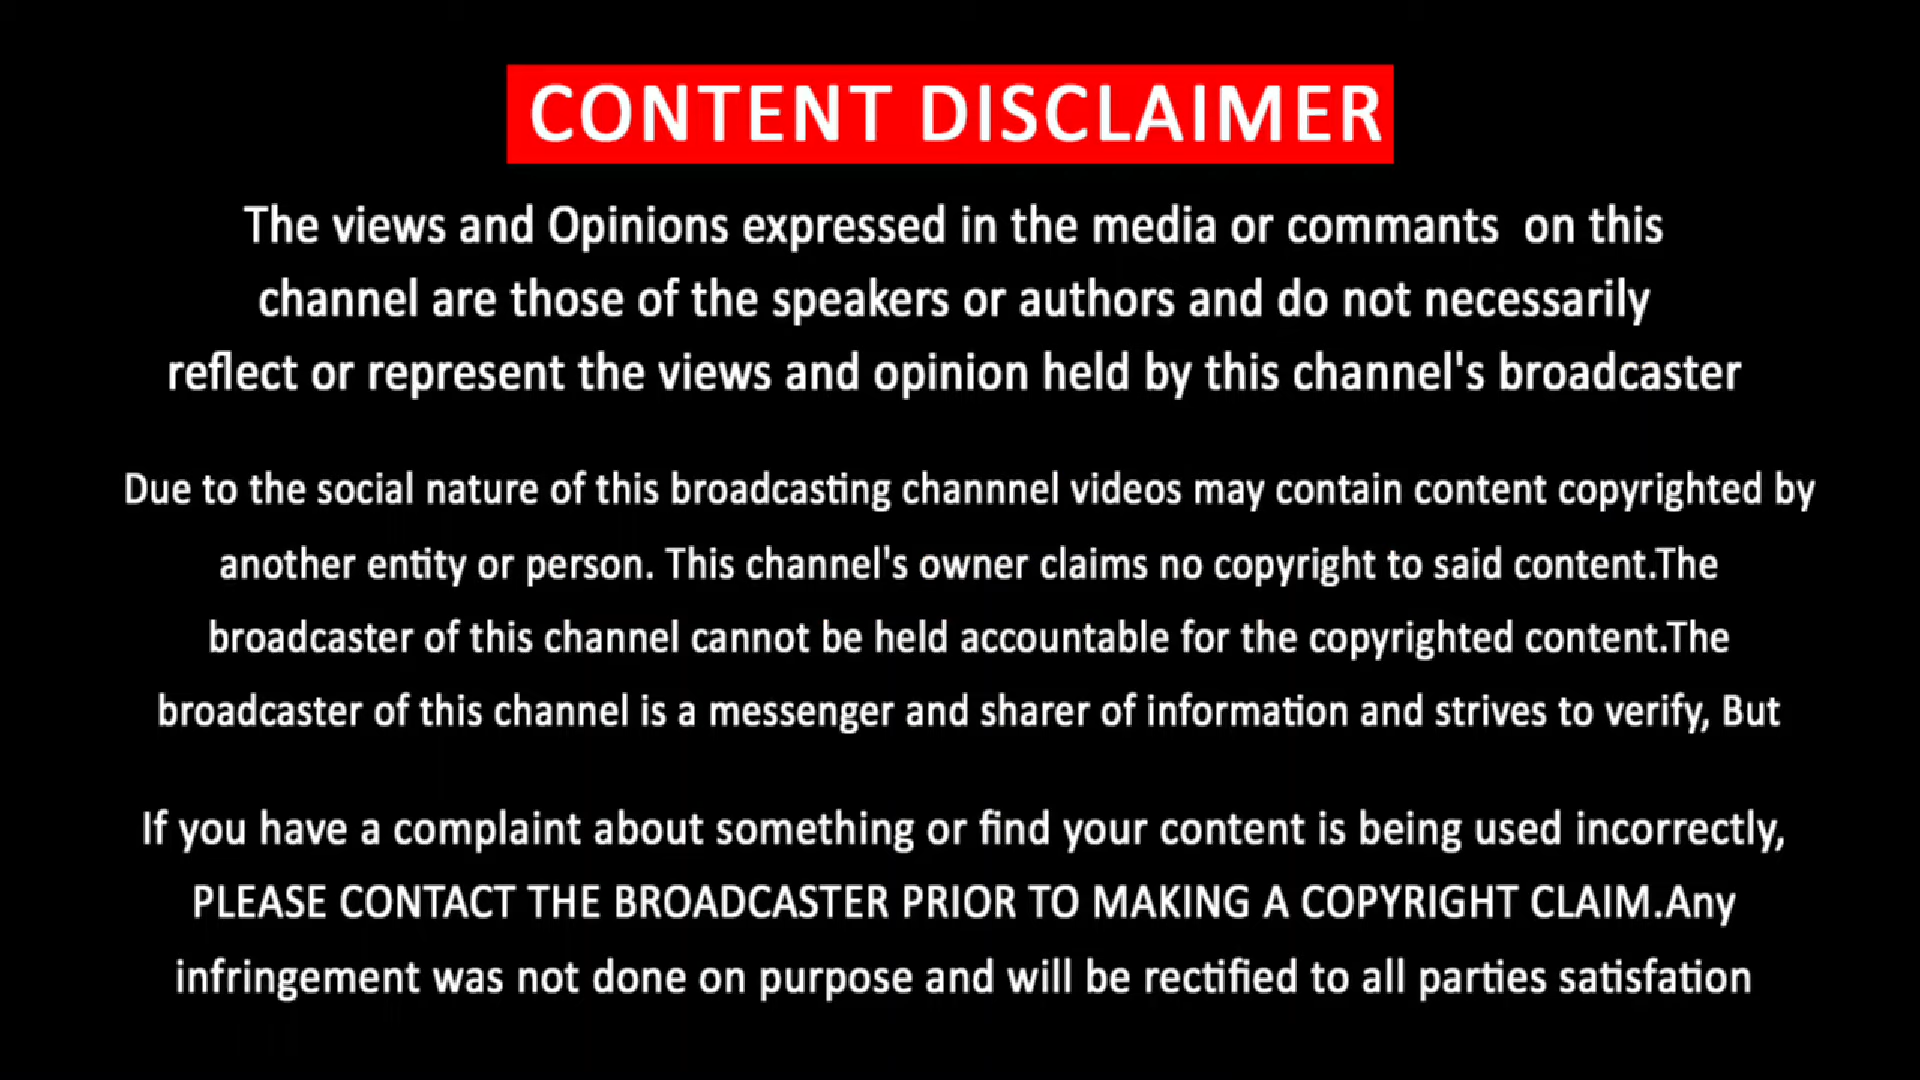 CONTENT DISCLAIMER
The views and Opinions expressed in the media or commants on this
channel are those of the speakers or authors and do not necessarily
reflect or represent the views and opinion held by this channel's broadcaster
Due to the social nature of this broadcasting channnel videos may contain content copyrighted by
another entity or person. This channel's owner claims no copyright to said content.The
broadcaster of this channel cannot be held accountable for the copyrighted content.The
broadcaster of this channel is a messenger and sharer of information and strives to verify, But
If you have a complaint about something or find your content is being used incorrectly,
PLEASE CONTACT THE BROADCASTER PRIOR TO MAKING A COPYRIGHT CLAIM.Any
infringement was not done on purpose and will be rectified to all parties satisfation